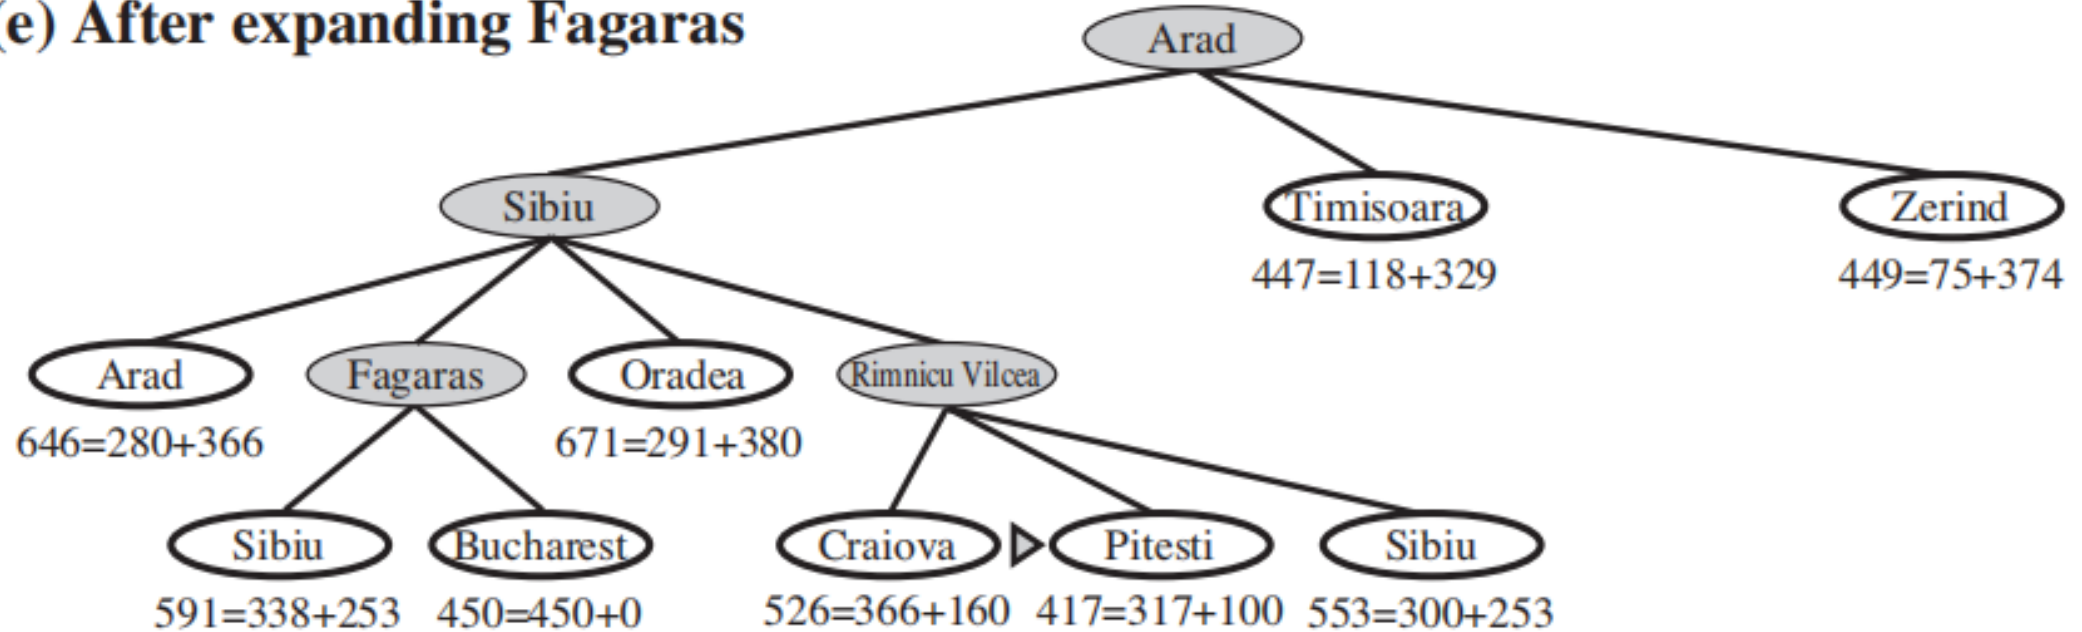 (e) After expanding Fagaras
Arad
Sibiu
Timisoara
Zerind
447=118+329
449=75+374
Arad
Fagaras
Oradea
Rimnicu Vilcea
646=280+366
671=291+380
Sibiu
Bucharest
Craiova
Pitesti
Sibiu
591=338+253
450=450+0
526=366+160
417=317+100
553=300+253